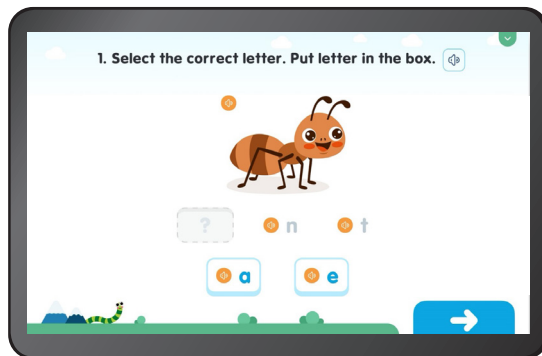 1. Select the correct letter. Put letter in the box.
? n t
a e